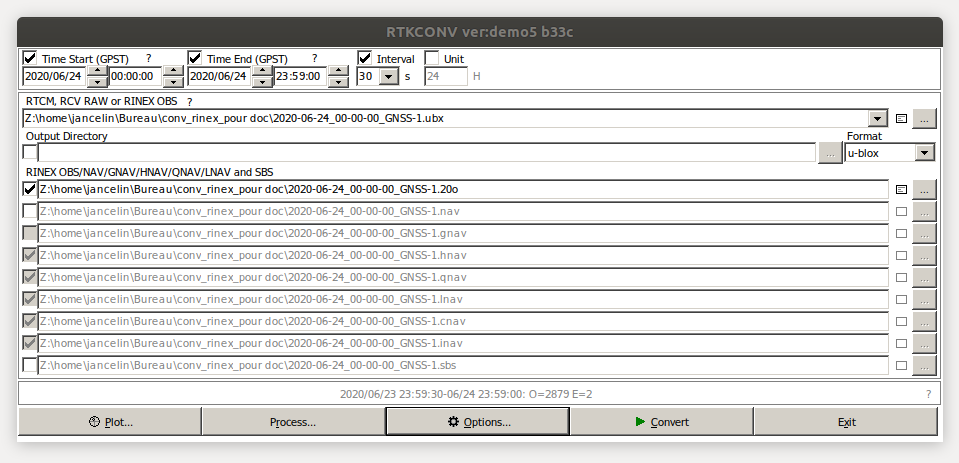 RTKCONV ver:demo5 b33c
Time Start (GPST) ? Time End (GPST) ? Interval Unit
2020/06/24 00:00:00 2020/06/24 23:59:00 30 s 24 H
RTCM, RCV RAW or RINEX OBS ?
Z:\home\jancelin\Bureau\conv_rinex_pour doc\2020-06-24_00-00-00_GNSS-1.ubx ...
Output Directory Format
... u-blox
RINEX OBS/NAV/GNAV/HNAV/QNAV/LNAV and SBS
Z:\home\jancelin\Bureau\conv_rinex_pour doc\2020-06-24_00-00-00_GNSS-1.20o ...
Z:\home\jancelin\Bureau\conv_rinex_pour doc\2020-06-24_00-00-00_GNSS-1.nav ...
Z:\home\jancelin\Bureau\conv_rinex_pour doc\2020-06-24_00-00-00_GNSS-1.gnav ...
Z:\home\jancelin\Bureau\conv_rinex_pour doc\2020-06-24_00-00-00_GNSS-1.hnav ...
Z:\home\jancelin\Bureau\conv_rinex_pour doc\2020-06-24_00-00-00_GNSS-1.qnav ...
Z:\home\jancelin\Bureau\conv_rinex_pour doc\2020-06-24_00-00-00_GNSS-1.lnav ...
Z:\home\jancelin\Bureau\conv_rinex_pour doc\2020-06-24_00-00-00_GNSS-1.cnav ...
Z:\home\jancelin\Bureau\conv_rinex_pour doc\2020-06-24_00-00-00_GNSS-1.inav ...
Z:\home\jancelin\Bureau\conv_rinex_pour doc\2020-06-24_00-00-00_GNSS-1.sbs ...
2020/06/23 23:59:30-06/24 23:59:00: O=2879 E=2 ?
Plot... Process... Options... Convert Exit